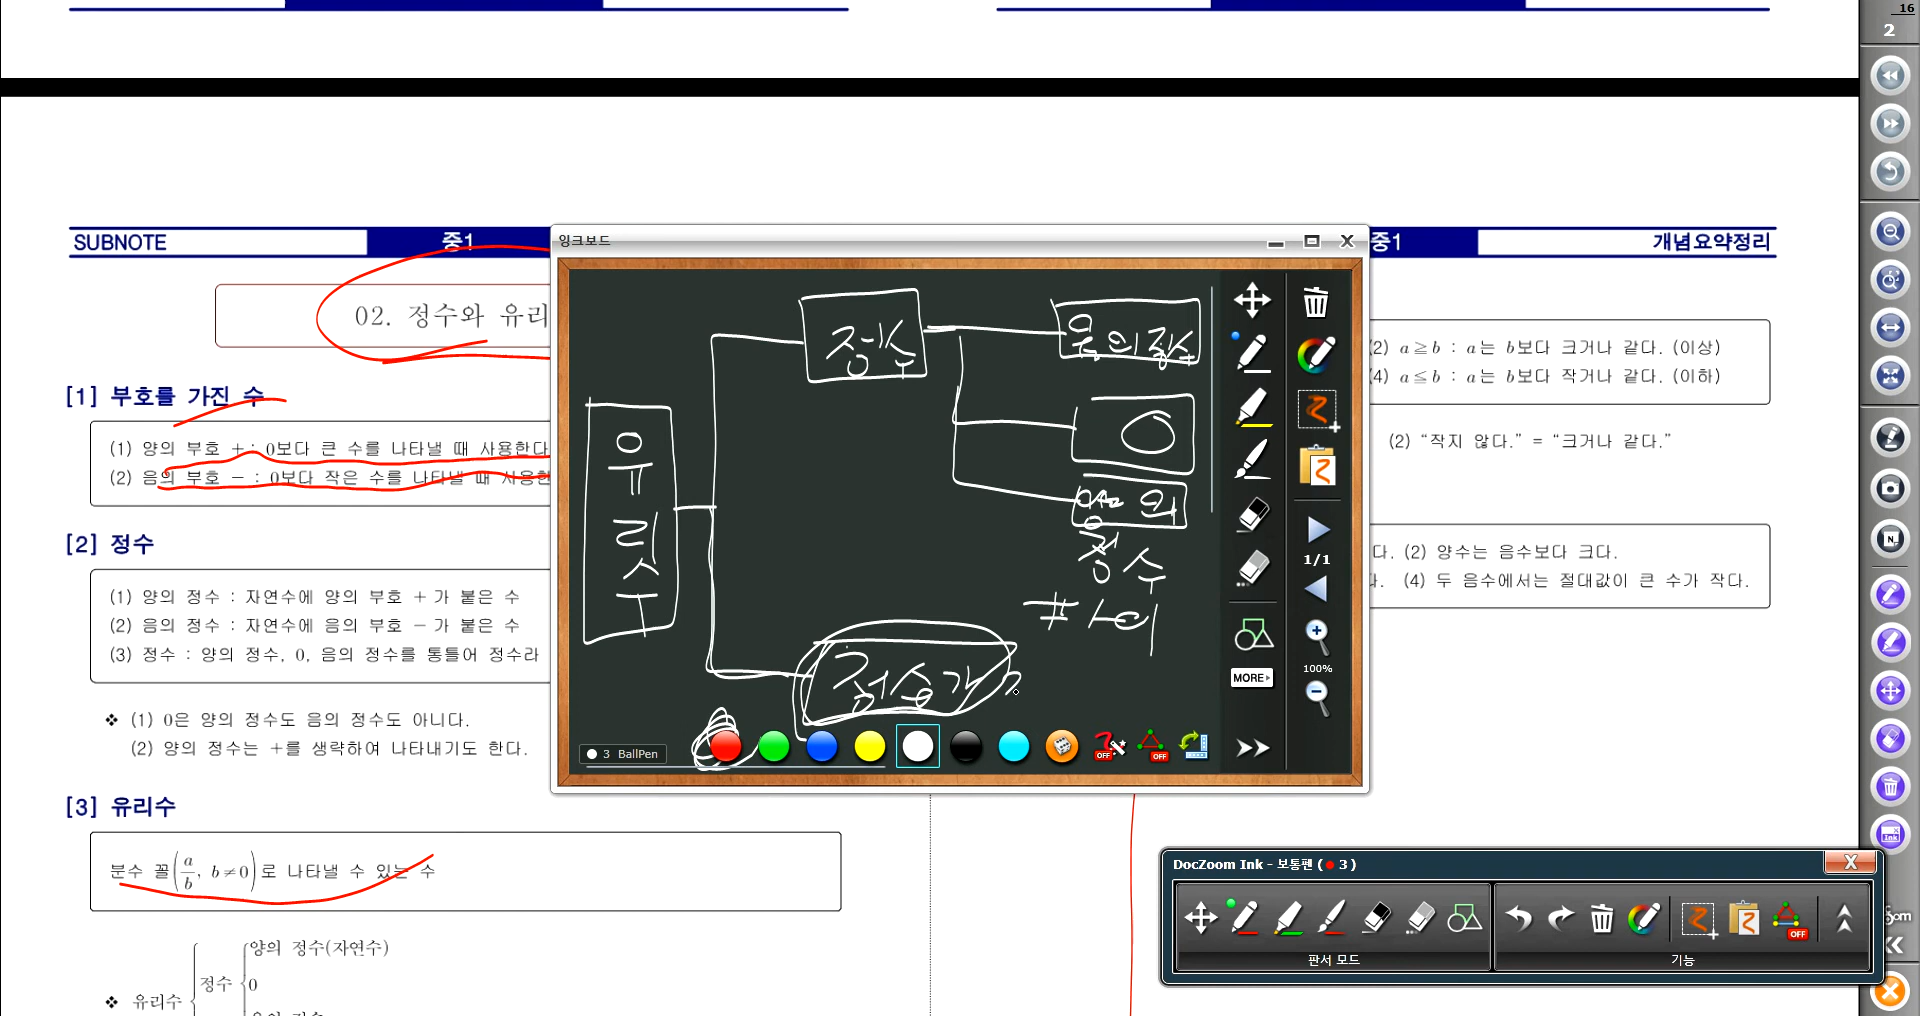 16
2
SUBNOTE 중1
중1 개념요약정리
02. 정수와 유리
[1] 부호를 가진 수
(1) 양의 부호 + : 0보다 큰 수를 나타낼 때 사용한다
(2) 음의 부호 − : 0보다 작은 수를 나타낼 때 사용한
[2] 정수
(1) 양의 정수 : 자연수에 양의 부호 + 가 붙은 수
(2) 음의 정수 : 자연수에 음의 부호 − 가 붙은 수
(3) 정수 : 양의 정수, 0, 음의 정수를 통틀어 정수라
❖ (1) 0은 양의 정수도 음의 정수도 아니다.
(2) 양의 정수는 +를 생략하여 나타내기도 한다.
[3] 유리수
분수 꼴(a/b, b≠0)로 나타낼 수 있는 수
❖ 유리수 정수
양의 정수(자연수)
0
잉크보드
유리수
정수
0
의
정수
1/1
100%
MORE
3 BallPen
OFF
OFF
(2) a≧b : a는 b보다 크거나 같다. (이상)
(4) a≦b : a는 b보다 작거나 같다. (이하)
(2) “작지 않다.” = “크거나 같다.”
다. (2) 양수는 음수보다 크다.
(4) 두 음수에서는 절대값이 큰 수가 작다.
DocZoom Ink - 보통펜 ( 3 )
OFF
판서 모드 기능